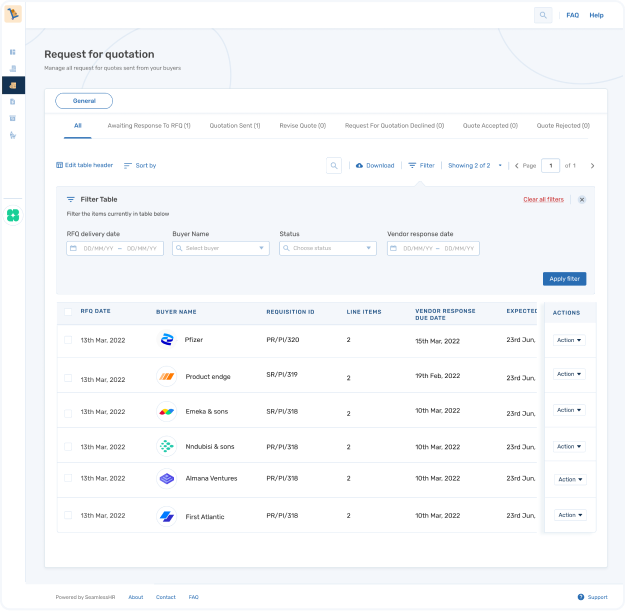 FAQ Help
Request for quotation
Manage all request for quotes sent from your buyers
General
All Awaiting Response To RFQ (1) Quotation Sent (1) Revise Quote (0) Request For Quotation Declined (0) Quote Accepted (0) Quote Rejected (0)
Edit table header Sort by Download Filter Showing 2 of 2 Page 1 of 1
Filter Table Clear all filters
Filter the items currently in table below
RFQ delivery date Buyer Name Status Vendor response date
DD/MM/YY – DD/MM/YY Select buyer Choose status DD/MM/YY – DD/MM/YY
Apply filter
RFQ DATE BUYER NAME REQUISITION ID LINE ITEMS VENDOR RESPONSE DUE DATE EXPECTED ACTIONS
13th Mar, 2022 Pfizer PR/PI/320 2 15th Mar, 2022 23rd Jun, Action
13th Mar, 2022 Product endge SR/PI/319 2 19th Feb, 2022 23rd Jun, Action
13th Mar, 2022 Emeka & sons SR/PI/318 2 10th Mar, 2022 23rd Jun, Action
13th Mar, 2022 Nndubisi & sons PR/PI/318 2 10th Mar, 2022 23rd Jun, Action
13th Mar, 2022 Almana Ventures PR/PI/318 2 10th Mar, 2022 23rd Jun, Action
13th Mar, 2022 First Atlantic PR/PI/318 2 10th Mar, 2022 23rd Jun, Action
Powered by SeamlessHR About Contact FAQ Support